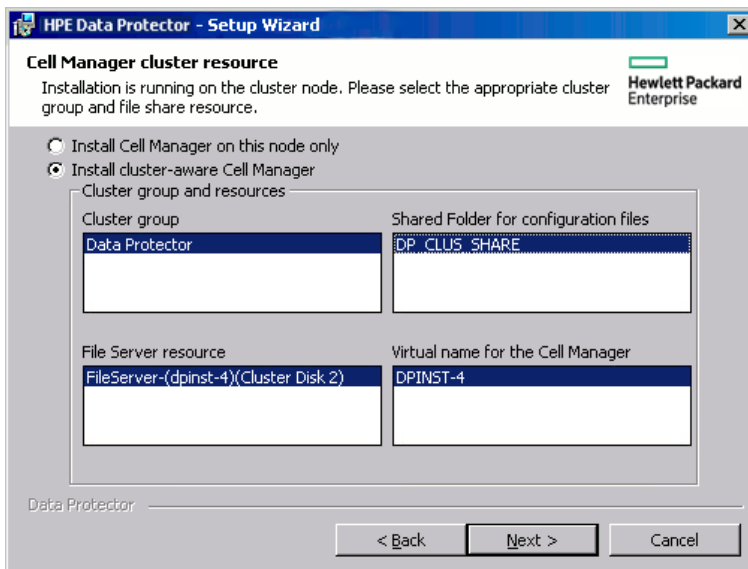 HPE Data Protector - Setup Wizard
Cell Manager cluster resource
Installation is running on the cluster node. Please select the appropriate cluster
group and file share resource.
Hewlett Packard
Enterprise
Install Cell Manager on this node only
Install cluster-aware Cell Manager
Cluster group and resources
Cluster group
Data Protector
Shared Folder for configuration files
DP_CLUS_SHARE
File Server resource
FileServer-(dpinst-4)(Cluster Disk 2)
Virtual name for the Cell Manager
DPINST-4
Data Protector
< Back
Next >
Cancel